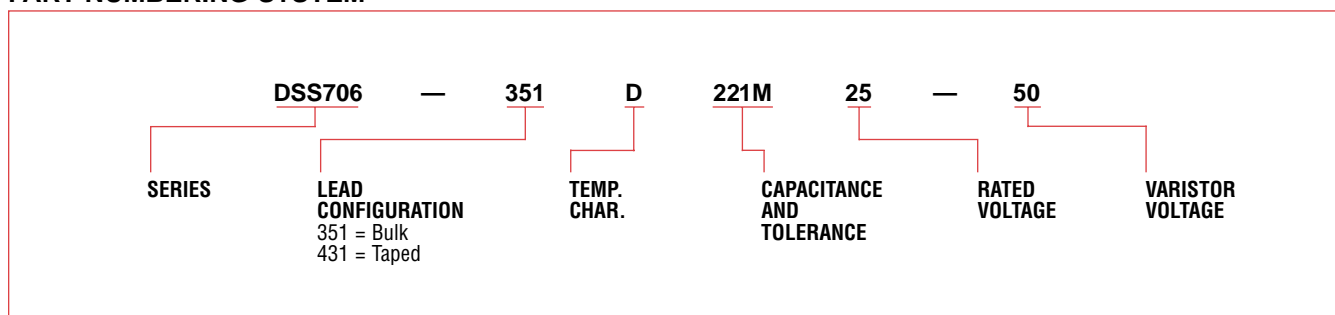 PART NUMBERING SYSTEM
DSS706 — 351 D 221M 25 — 50
SERIES
LEAD
CONFIGURATION
351 = Bulk
431 = Taped
TEMP.
CHAR.
CAPACITANCE
AND
TOLERANCE
RATED
VOLTAGE
VARISTOR
VOLTAGE